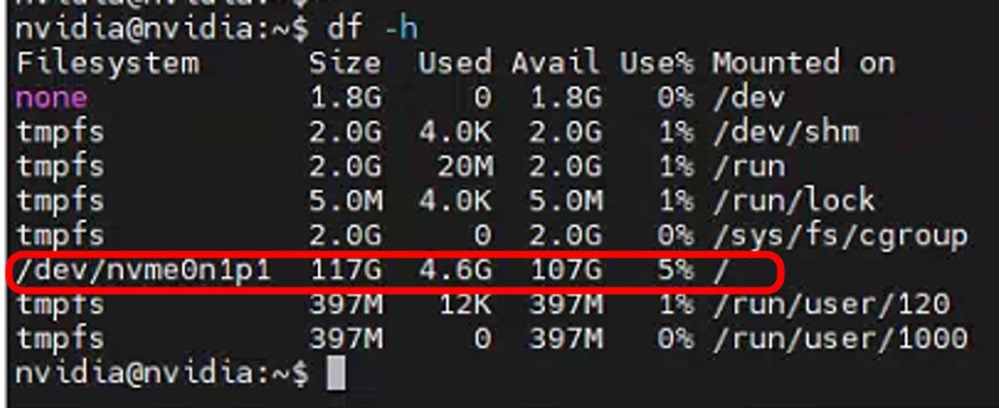 nvidia@nvidia:~$ df -h
Filesystem Size Used Avail Use% Mounted on
none 1.8G 0 1.8G 0% /dev
tmpfs 2.0G 4.0K 2.0G 1% /dev/shm
tmpfs 2.0G 20M 2.0G 1% /run
tmpfs 5.0M 4.0K 5.0M 1% /run/lock
tmpfs 2.0G 0 2.0G 0% /sys/fs/cgroup
/dev/nvme0n1p1 117G 4.6G 107G 5% /
tmpfs 397M 12K 397M 1% /run/user/120
tmpfs 397M 0 397M 0% /run/user/1000
nvidia@nvidia:~$